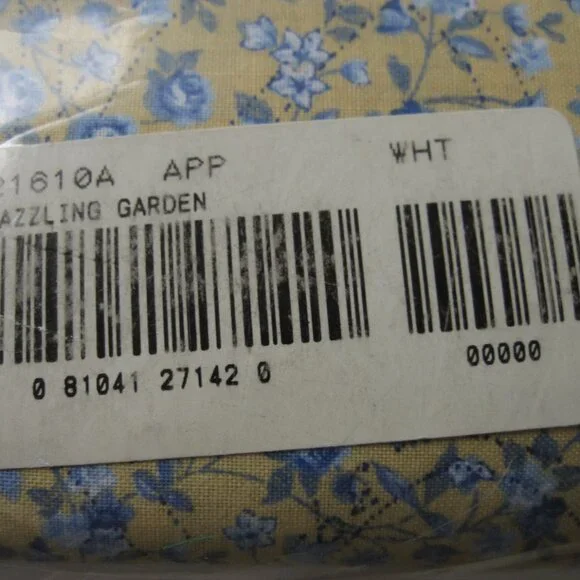 21610A APP WHT
AZZLING GARDEN
0 81041 27142 0 00000